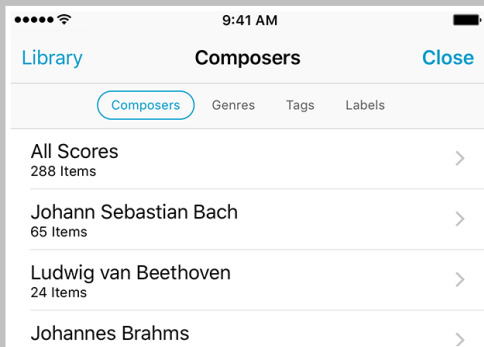 9:41 AM
Library Composers Close
Composers Genres Tags Labels
All Scores
288 Items
Johann Sebastian Bach
65 Items
Ludwig van Beethoven
24 Items
Johannes Brahms